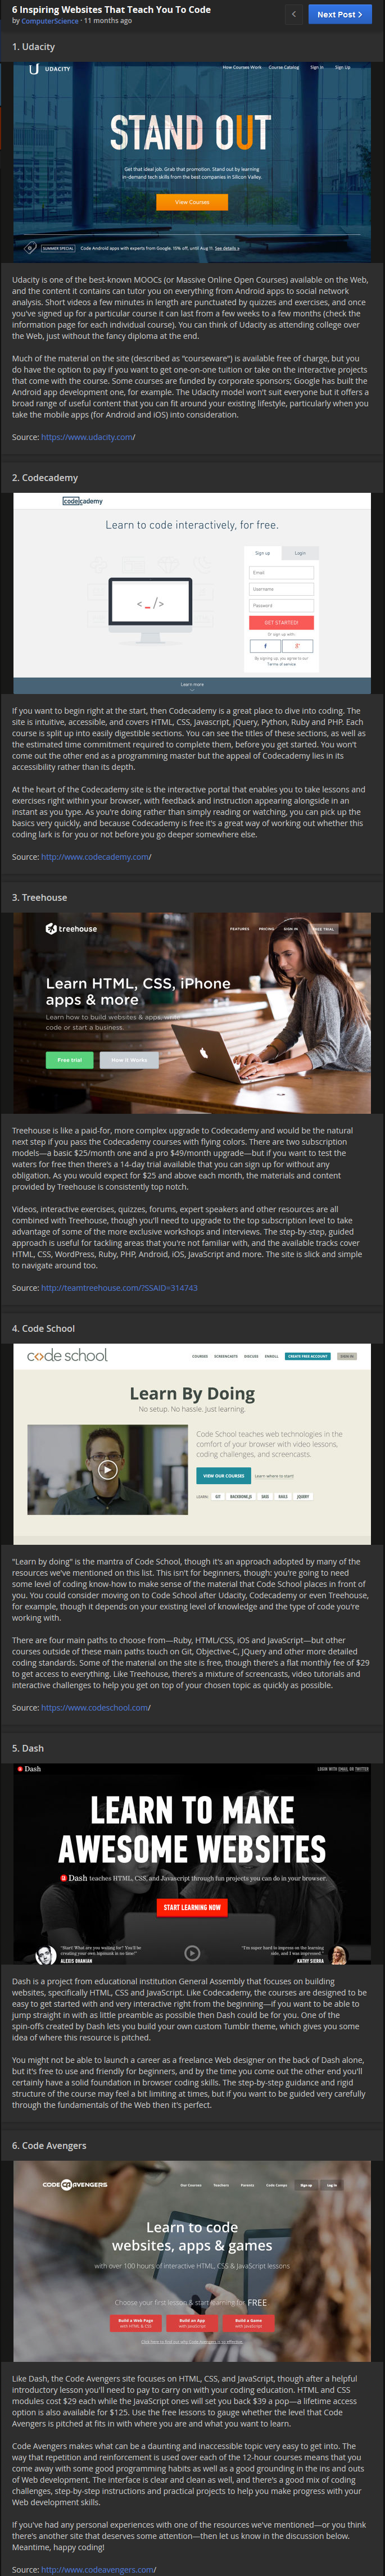 6 Inspiring Websites That Teach You To Code
by ComputerScience · 11 months ago
Next Post
1. Udacity
UDACITY
How Courses Work
Course Catalog
Sign In
Sign Up
STAND OUT
Get that ideal job. Grab that promotion. Stand out by learning
in-demand tech skills from the best companies in Silicon Valley.
View Courses
SUMMER SPECIAL
Code Android apps with experts from Google. 15% off, until Aug 11. See details »
Udacity is one of the best-known MOOCs (or Massive Online Open Courses) available on the Web,
and the content it contains can tutor you on everything from Android apps to social network
analysis. Short videos a few minutes in length are punctuated by quizzes and exercises, and once
you've signed up for a particular course it can last from a few weeks to a few months (check the
information page for each individual course). You can think of Udacity as attending college over
the Web, just without the fancy diploma at the end.
Much of the material on the site (described as "courseware") is available free of charge, but you
do have the option to pay if you want to get one-on-one tuition or take on the interactive projects
that come with the course. Some courses are funded by corporate sponsors; Google has built the
Android app development one, for example. The Udacity model won't suit everyone but it offers a
broad range of useful content that you can fit around your existing lifestyle, particularly when you
take the mobile apps (for Android and iOS) into consideration.
Source: https://www.udacity.com/
2. Codecademy
codecademy
Learn to code interactively, for free.
Sign up
Login
Email
Username
Password
GET STARTED!
Or sign up with:
By signing up, you agree to our
Terms of service
Learn more
If you want to begin right at the start, then Codecademy is a great place to dive into coding. The
site is intuitive, accessible, and covers HTML, CSS, Javascript, jQuery, Python, Ruby and PHP. Each
course is split up into easily digestible sections. You can see the titles of these sections, as well as
the estimated time commitment required to complete them, before you get started. You won't
come out the other end as a programming master but the appeal of Codecademy lies in its
accessibility rather than its depth.
At the heart of the Codecademy site is the interactive portal that enables you to take lessons and
exercises right within your browser, with feedback and instruction appearing alongside in an
instant as you type. As you're doing rather than simply reading or watching, you can pick up the
basics very quickly, and because Codecademy is free it's a great way of working out whether this
coding lark is for you or not before you go deeper somewhere else.
Source: http://www.codecademy.com/
3. Treehouse
treehouse
FEATURES
PRICING
SIGN IN
FREE TRIAL
Learn HTML, CSS, iPhone
apps & more
Learn how to build websites & apps, write
code or start a business.
Free trial
How it Works
Treehouse is like a paid-for, more complex upgrade to Codecademy and would be the natural
next step if you pass the Codecademy courses with flying colors. There are two subscription
models—a basic $25/month one and a pro $49/month upgrade—but if you want to test the
waters for free then there's a 14-day trial available that you can sign up for without any
obligation. As you would expect for $25 and above each month, the materials and content
provided by Treehouse is consistently top notch.
Videos, interactive exercises, quizzes, forums, expert speakers and other resources are all
combined with Treehouse, though you'll need to upgrade to the top subscription level to take
advantage of some of the more exclusive workshops and interviews. The step-by-step, guided
approach is useful for tackling areas that you're not familiar with, and the available tracks cover
HTML, CSS, WordPress, Ruby, PHP, Android, iOS, JavaScript and more. The site is slick and simple
to navigate around too.
Source: http://teamtreehouse.com/?SSAID=314743
4. Code School
code school
COURSES
SCREENCASTS
DISCUSS
ENROLL
CREATE FREE ACCOUNT
SIGN IN
Learn By Doing
No setup. No hassle. Just learning.
Code School teaches web technologies in the
comfort of your browser with video lessons,
coding challenges, and screencasts.
VIEW OUR COURSES
Learn where to start
LEARN:
GIT
BACKBONE.JS
SASS
RAILS
JQUERY
"Learn by doing" is the mantra of Code School, though it's an approach adopted by many of the
resources we've mentioned on this list. This isn't for beginners, though: you're going to need
some level of coding know-how to make sense of the material that Code School places in front of
you. You could consider moving on to Code School after Udacity, Codecademy or even Treehouse,
for example, though it depends on your existing level of knowledge and the type of code you're
working with.
There are four main paths to choose from—Ruby, HTML/CSS, iOS and JavaScript—but other
courses outside of these main paths touch on Git, Objective-C, JQuery and other more detailed
coding standards. Some of the material on the site is free, though there's a flat monthly fee of $29
to get access to everything. Like Treehouse, there's a mixture of screencasts, video tutorials and
interactive challenges to help you get on top of your chosen topic as quickly as possible.
Source: https://www.codeschool.com/
5. Dash
Dash
LOGIN WITH EMAIL OR TWITTER
LEARN TO MAKE
AWESOME WEBSITES
Dash teaches HTML, CSS, and Javascript through fun projects you can do in your browser.
START LEARNING NOW
"Start! What are you waiting for? You'll be
creating your own hypnotoad in no time!"
ALEXIS OHANIAN
"I'm super hard to impress on the learning
side, and I was impressed."
KATHY SIERRA
Dash is a project from educational institution General Assembly that focuses on building
websites, specifically HTML, CSS and JavaScript. Like Codecademy, the courses are designed to be
easy to get started with and very interactive right from the beginning—if you want to be able to
jump straight in with as little preamble as possible then Dash could be for you. One of the
spin-offs created by Dash lets you build your own custom Tumblr theme, which gives you some
idea of where this resource is pitched.
You might not be able to launch a career as a freelance Web designer on the back of Dash alone,
but it's free to use and friendly for beginners, and by the time you come out the other end you'll
certainly have a solid foundation in browser coding skills. The step-by-step guidance and rigid
structure of the course may feel a bit limiting at times, but if you want to be guided very carefully
through the fundamentals of the Web then it's perfect.
6. Code Avengers
CODE AVENGERS
Our Courses
Teachers
Parents
Code Camps
Sign up
Log in
Learn to code
websites, apps & games
with over 100 hours of interactive HTML, CSS & JavaScript lessons
Choose your first lesson & start learning for FREE
Build a Web Page
with HTML & CSS
Build an App
with JavaScript
Build a Game
with JavaScript
Like Dash, the Code Avengers site focuses on HTML, CSS, and JavaScript, though after a helpful
introductory lesson you'll need to pay to carry on with your coding education. HTML and CSS
modules cost $29 each while the JavaScript ones will set you back $39 a pop—a lifetime access
option is also available for $125. Use the free lessons to gauge whether the level that Code
Avengers is pitched at fits in with where you are and what you want to learn.
Code Avengers makes what can be a daunting and inaccessible topic very easy to get into. The
way that repetition and reinforcement is used over each of the 12-hour courses means that you
come away with some good programming habits as well as a good grounding in the ins and outs
of Web development. The interface is clear and clean as well, and there's a good mix of coding
challenges, step-by-step instructions and practical projects to help you make progress with your
Web development skills.
If you've had any personal experiences with one of the resources we've mentioned—or you think
there's another site that deserves some attention—then let us know in the discussion below.
Meantime, happy coding!
Source: http://www.codeavengers.com/